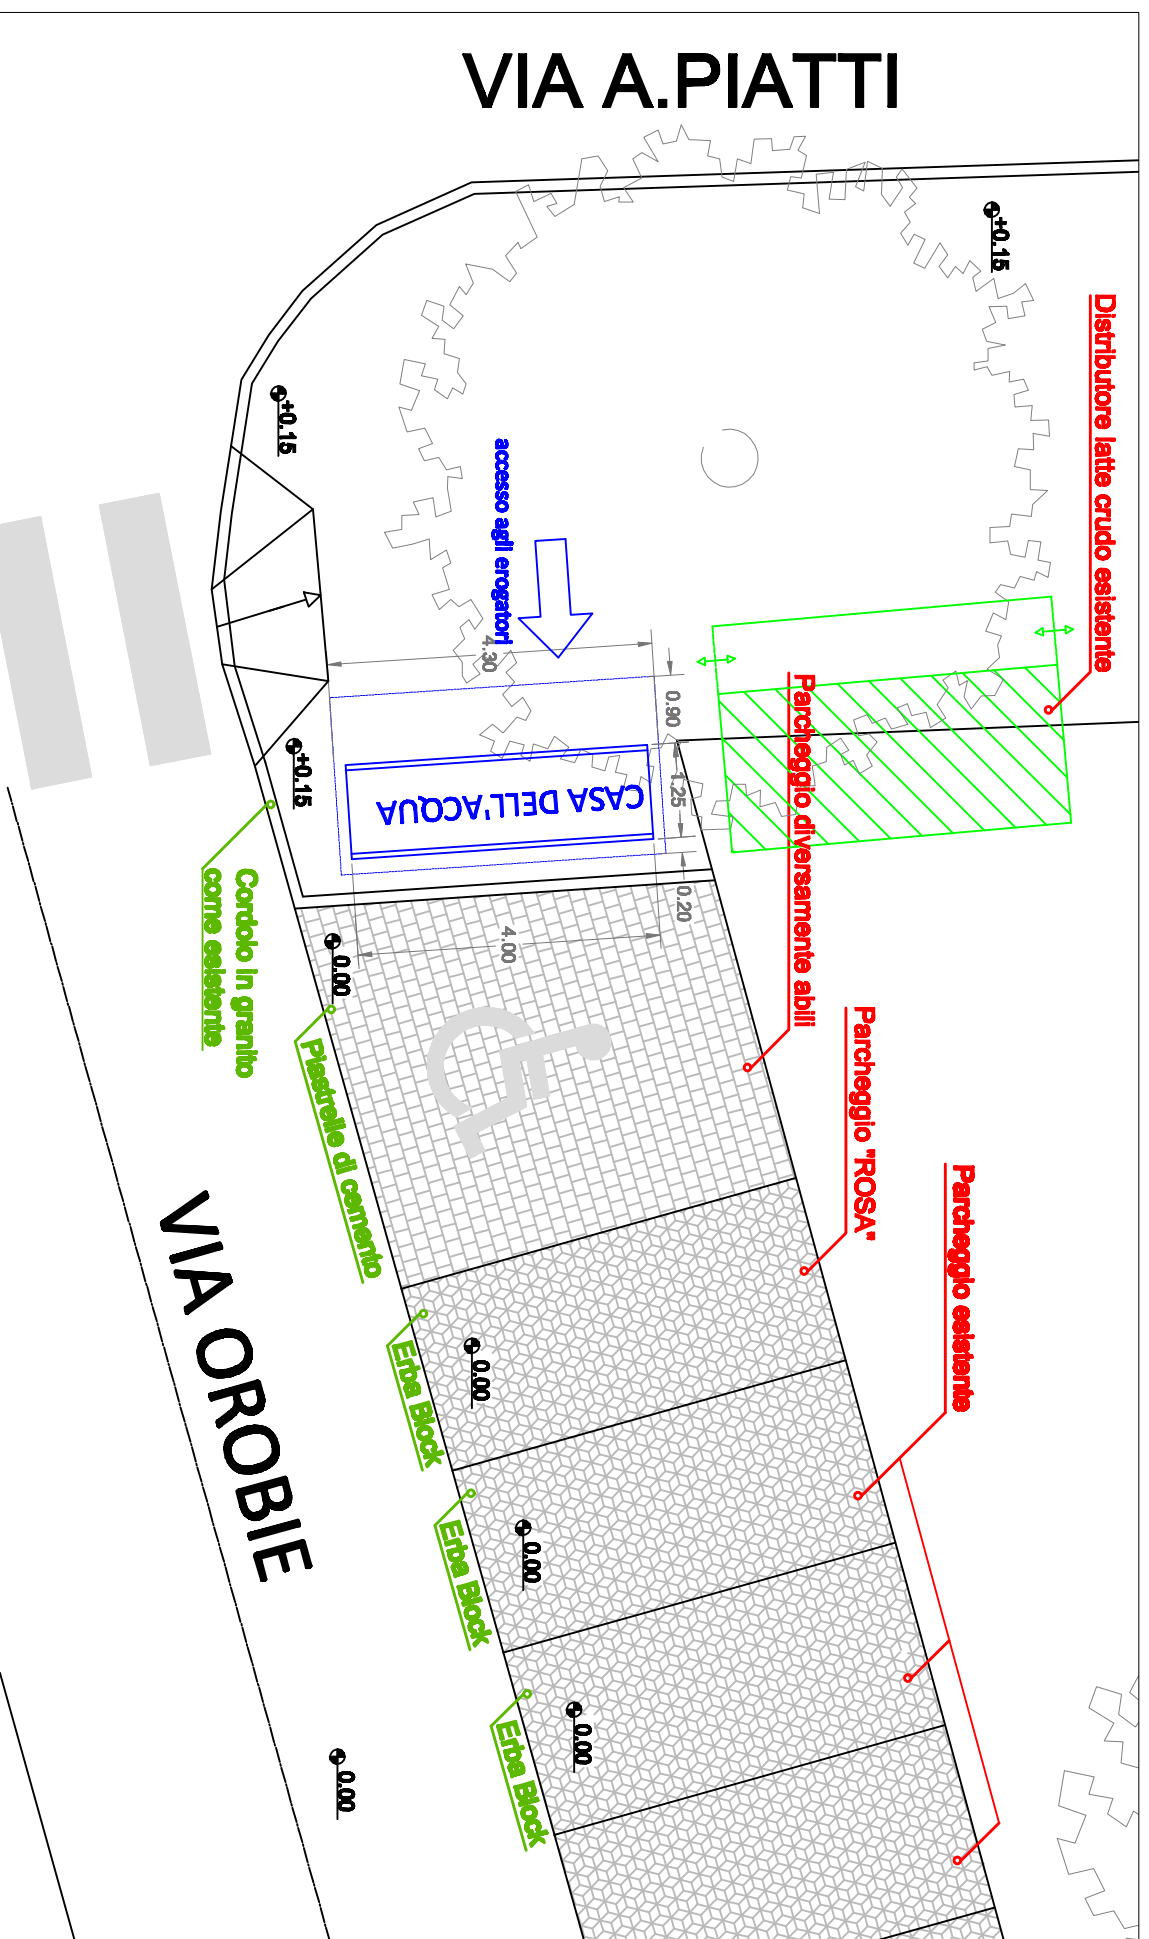 VIA A.PIATTI
+0.15
Distributore latte crudo esistente
+0.15
accesso agli erogatori
4.30
0.90
Parcheggio diversamente abili
+0.15
CASA DELL'ACQUA
1.25
0.20
Cordolo in granito
come esistente
0.00
4.00
Parcheggio "ROSA"
Piastrelle di cemento
Parcheggio esistente
VIA OROBIE
Erba Block
0.00
Erba Block
0.00
Erba Block
0.00
0.00